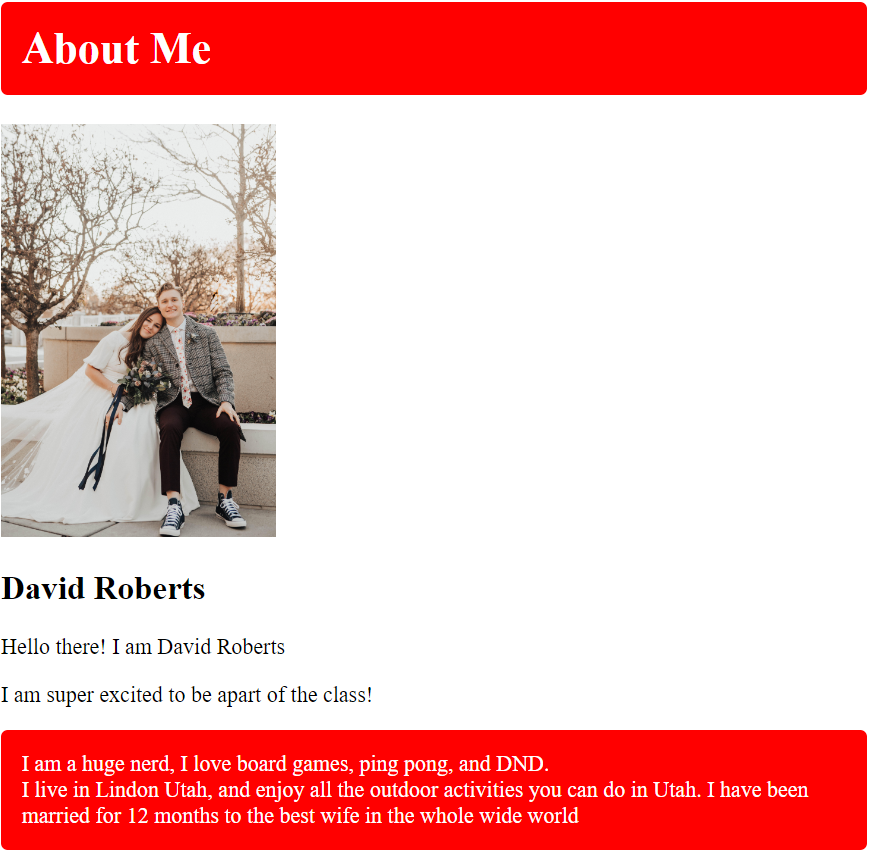 About Me
David Roberts
Hello there! I am David Roberts
I am super excited to be apart of the class!
I am a huge nerd, I love board games, ping pong, and DND.
I live in Lindon Utah, and enjoy all the outdoor activities you can do in Utah. I have been
married for 12 months to the best wife in the whole wide world